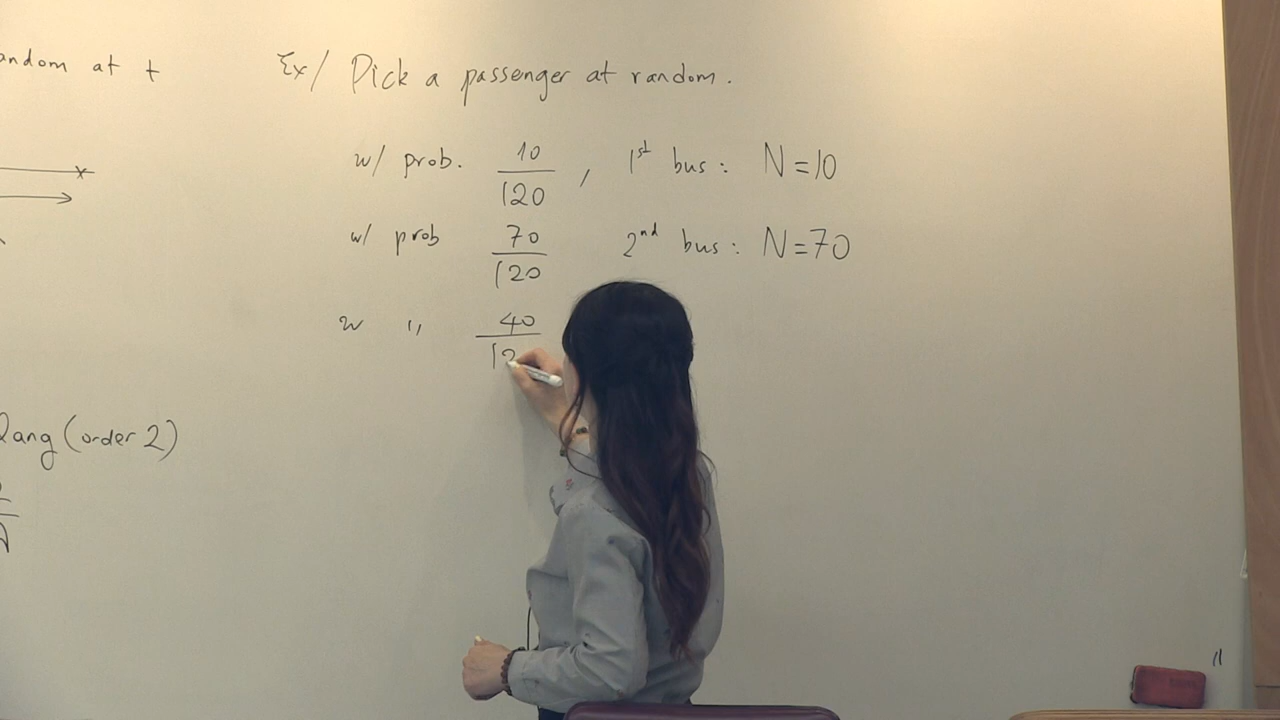 andom at t
Ex/ Pick a passenger at random.
w/ prob. 10/120 , 1st bus : N=10
w/ prob 70/120 2nd bus : N=70
w " 40/12
lang (order 2)